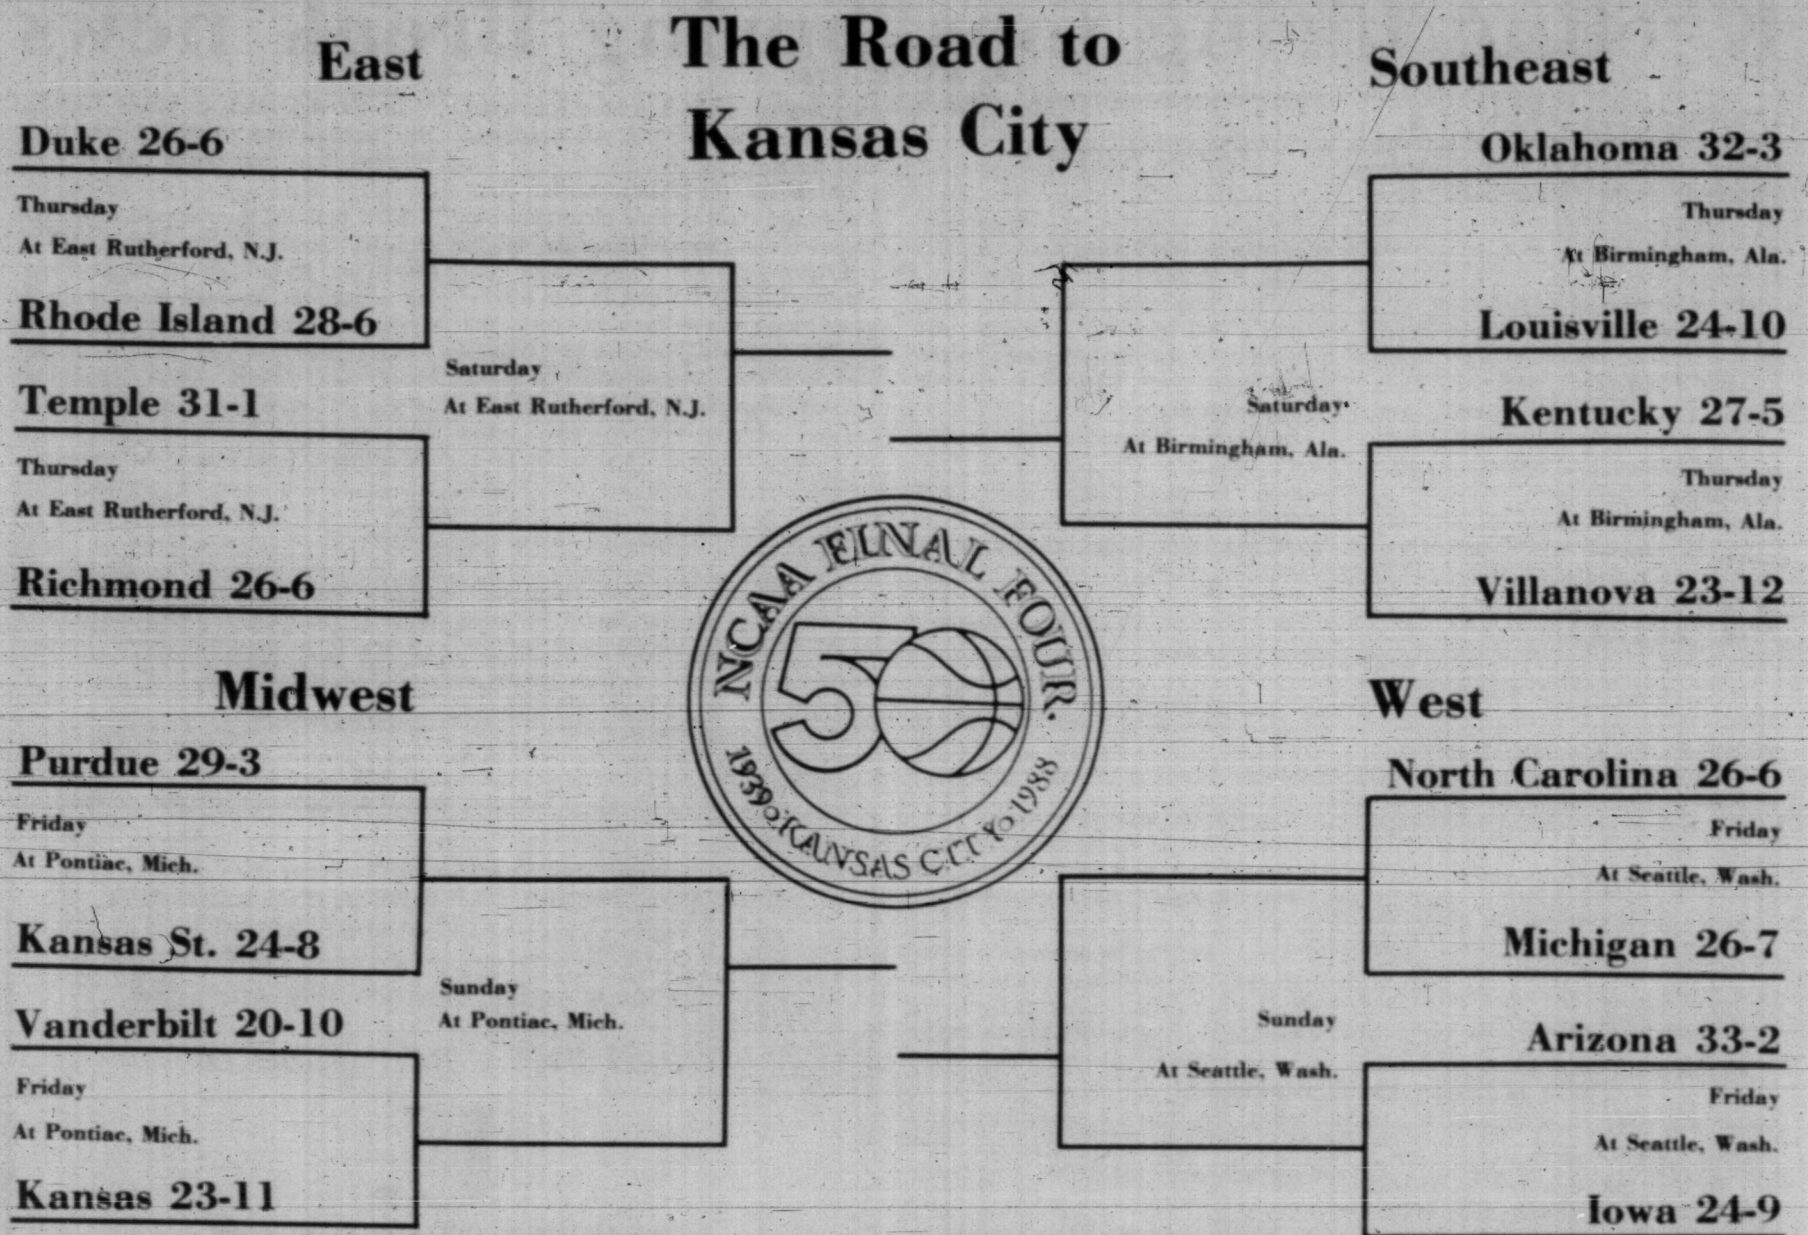 The Road to
Kansas City
East
Duke 26-6
Thursday
At East Rutherford, N.J.
Rhode Island 28-6
Saturday
At East Rutherford, N.J.
Temple 31-1
Thursday
At East Rutherford, N.J.
Richmond 26-6
Midwest
Purdue 29-3
Friday
At Pontiac, Mich.
Kansas St. 24-8
Sunday
At Pontiac, Mich.
Vanderbilt 20-10
Friday
At Pontiac, Mich.
Kansas 23-11
NCAA FINAL FOUR.
50
1939 KANSAS CITY 1988
Southeast
Oklahoma 32-3
Thursday
At Birmingham, Ala.
Louisville 24-10
Saturday
At Birmingham, Ala.
Kentucky 27-5
Thursday
At Birmingham, Ala.
Villanova 23-12
West
North Carolina 26-6
Friday
At Seattle, Wash.
Michigan 26-7
Sunday
At Seattle, Wash.
Arizona 33-2
Friday
At Seattle, Wash.
Iowa 24-9